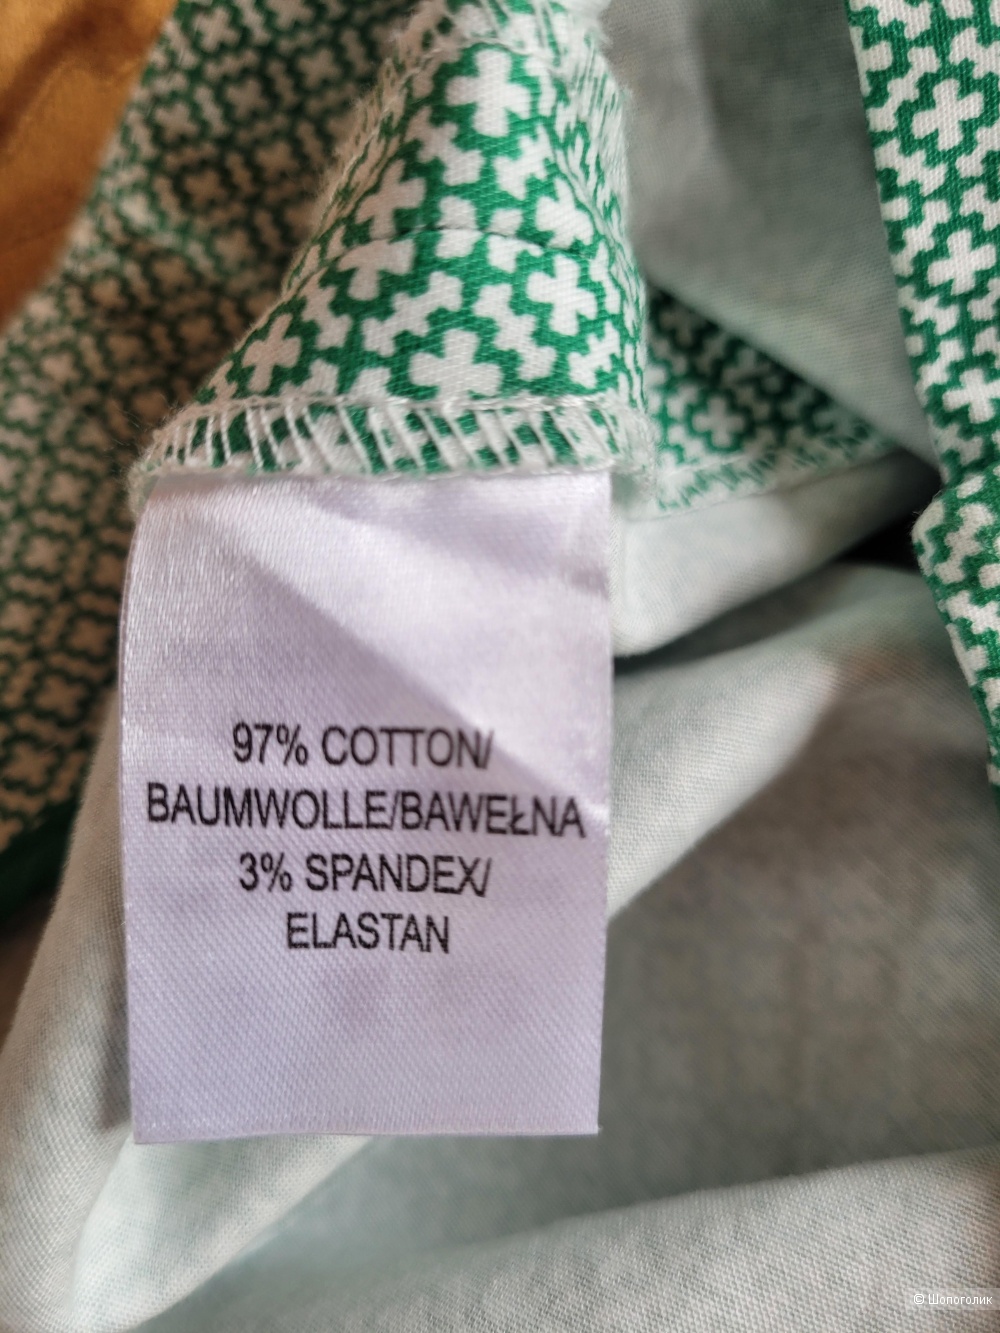 97% COTTON/
BAUMWOLLE/BAWEŁNA
3% SPANDEX/
ELASTAN
© Шопоголик